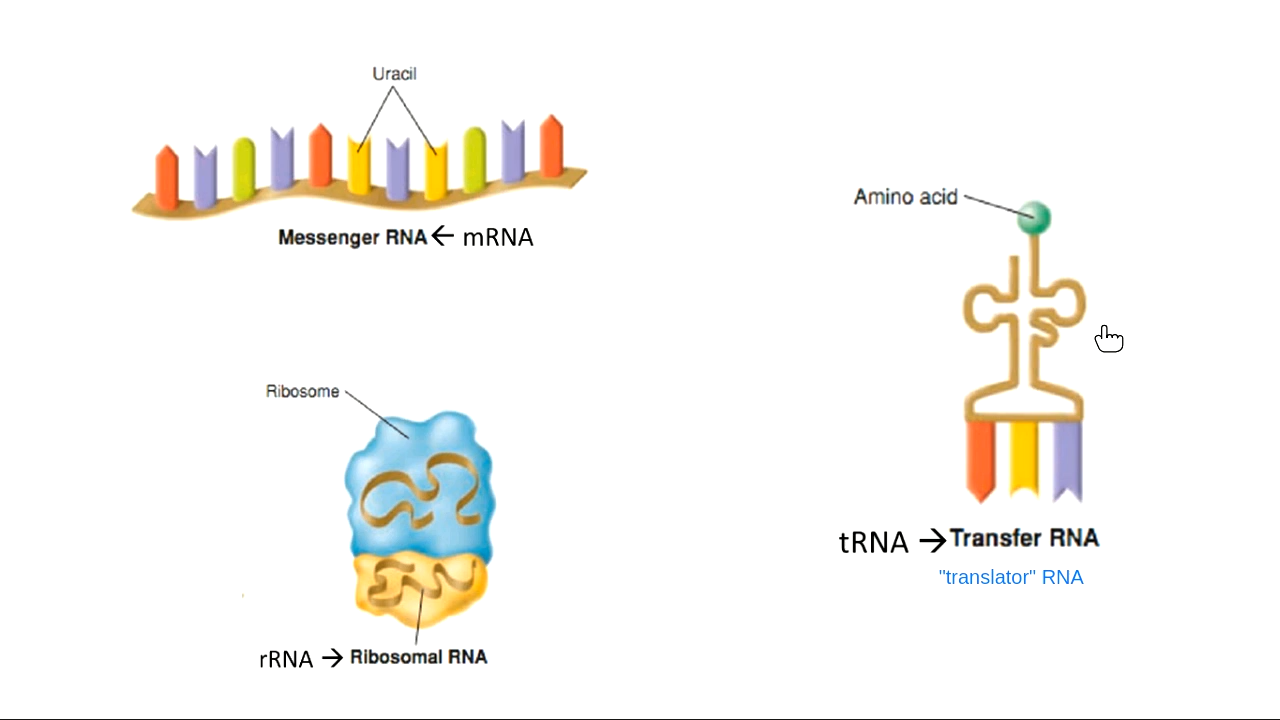 Uracil
Messenger RNA ← mRNA
Amino acid
Ribosome
tRNA → Transfer RNA
"translator" RNA
rRNA → Ribosomal RNA